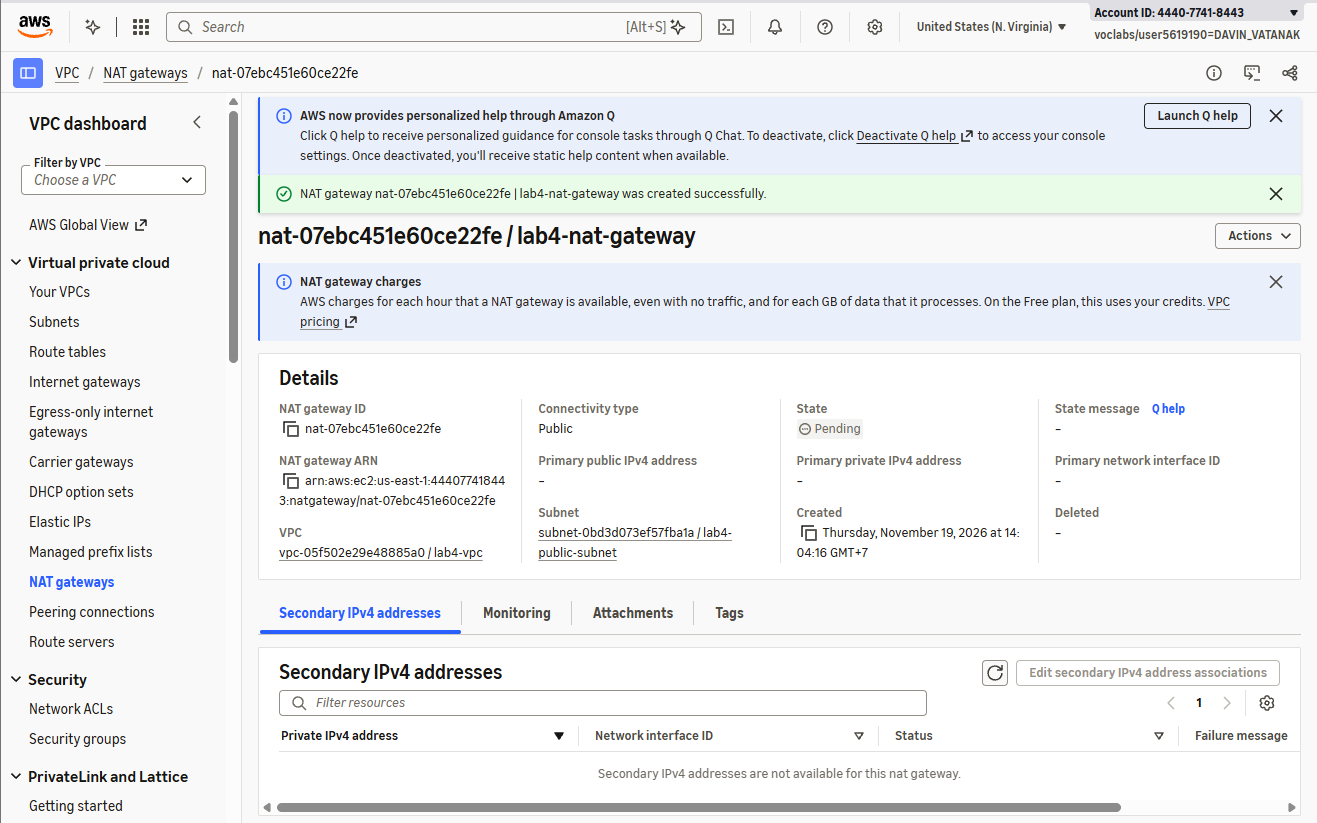 aws
Search [Alt+S]
United States (N. Virginia)
Account ID: 4440-7741-8443
voclabs/user5619190=DAVIN_VATANAK
VPC / NAT gateways / nat-07ebc451e60ce22fe
VPC dashboard
Filter by VPC
Choose a VPC
AWS Global View
Virtual private cloud
Your VPCs
Subnets
Route tables
Internet gateways
Egress-only internet
gateways
Carrier gateways
DHCP option sets
Elastic IPs
Managed prefix lists
NAT gateways
Peering connections
Route servers
Security
Network ACLs
Security groups
PrivateLink and Lattice
Getting started
AWS now provides personalized help through Amazon Q
Click Q help to receive personalized guidance for console tasks through Q Chat. To deactivate, click Deactivate Q help to access your console
settings. Once deactivated, you'll receive static help content when available.
Launch Q help
NAT gateway nat-07ebc451e60ce22fe | lab4-nat-gateway was created successfully.
nat-07ebc451e60ce22fe / lab4-nat-gateway
Actions
NAT gateway charges
AWS charges for each hour that a NAT gateway is available, even with no traffic, and for each GB of data that it processes. On the Free plan, this uses your credits. VPC
pricing
Details
NAT gateway ID
nat-07ebc451e60ce22fe
NAT gateway ARN
arn:aws:ec2:us-east-1:44407741844
3:natgateway/nat-07ebc451e60ce22fe
VPC
vpc-05f502e29e48885a0 / lab4-vpc
Connectivity type
Public
Primary public IPv4 address
–
Subnet
subnet-0bd3d073ef57fba1a / lab4-
public-subnet
State
Pending
Primary private IPv4 address
–
Created
Thursday, November 19, 2026 at 14:
04:16 GMT+7
State message Q help
–
Primary network interface ID
–
Deleted
–
Secondary IPv4 addresses Monitoring Attachments Tags
Secondary IPv4 addresses
Edit secondary IPv4 address associations
Filter resources
1
Private IPv4 address Network interface ID Status Failure message
Secondary IPv4 addresses are not available for this nat gateway.